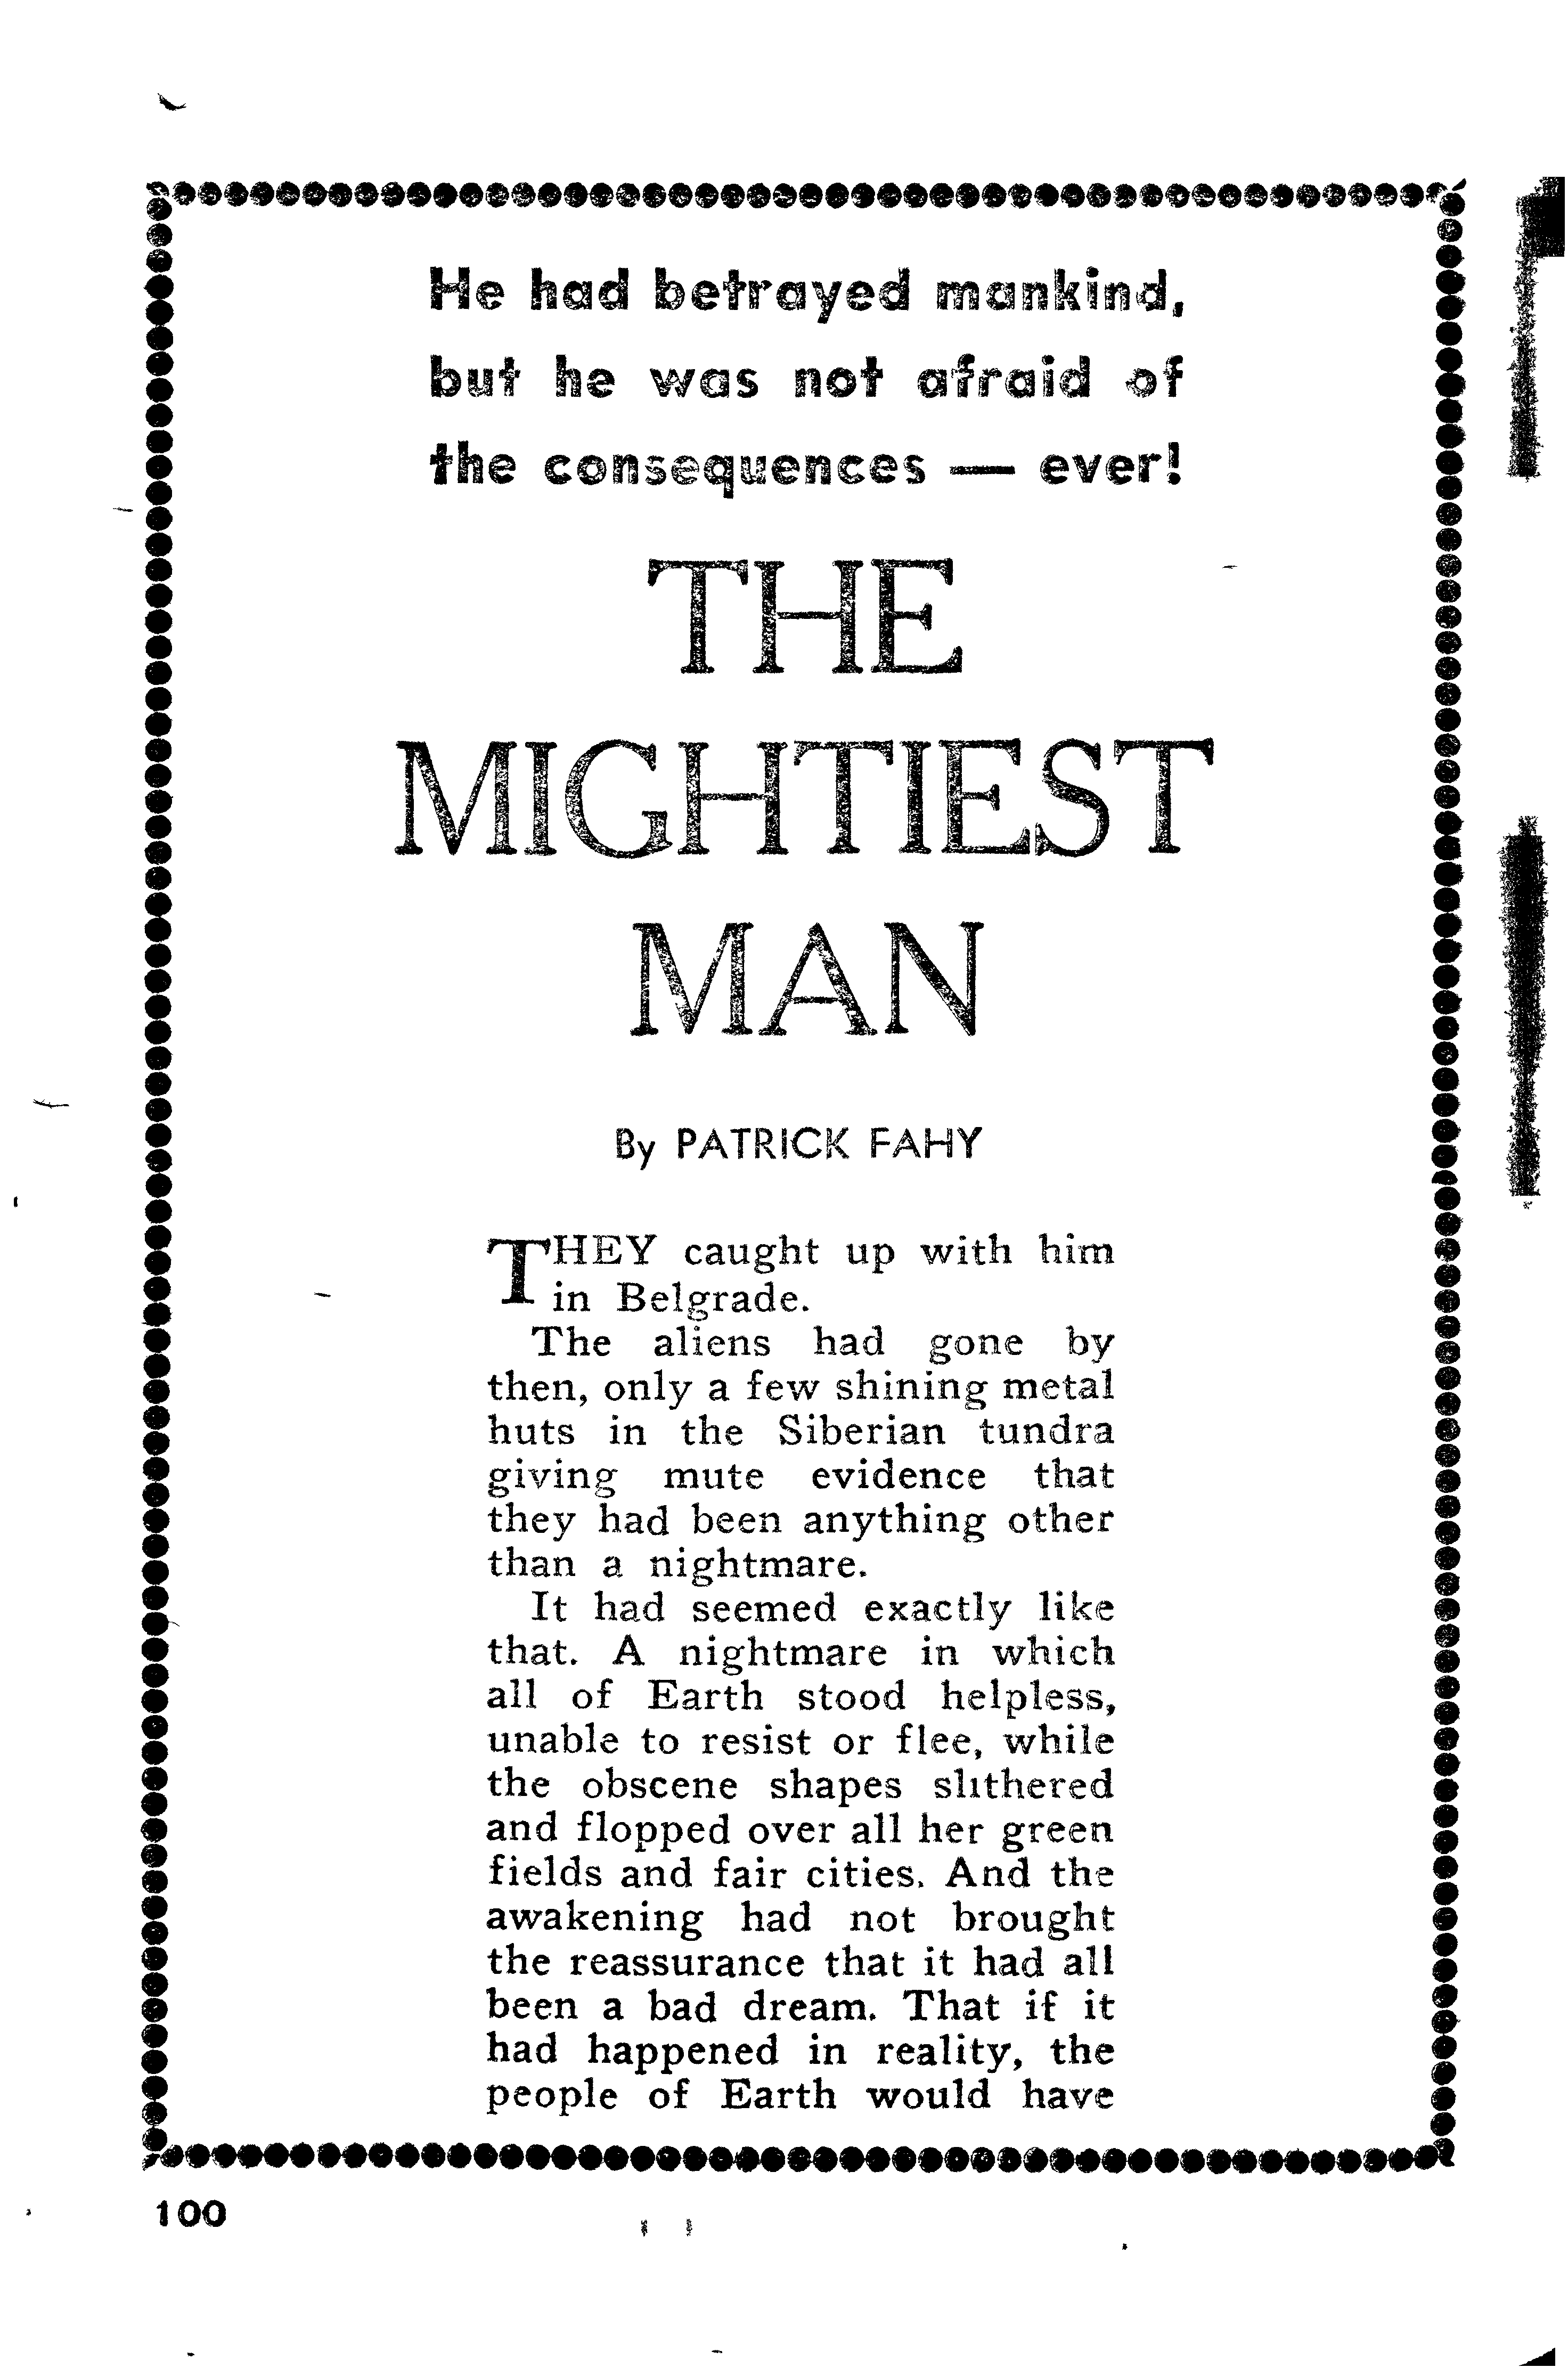 He had betrayed mankind,
but he was not afraid of
the consequences — ever!
THE
MIGHTIEST
MAN
By PATRICK FAHY
THEY caught up with him
in Belgrade.
The aliens had gone by
then, only a few shining metal
huts in the Siberian tundra
giving mute evidence that
they had been anything other
than a nightmare.
It had seemed exactly like
that. A nightmare in which
all of Earth stood helpless,
unable to resist or flee, while
the obscene shapes slithered
and flopped over all her green
fields and fair cities. And the
awakening had not brought
the reassurance that it had all
been a bad dream. That if it
had happened in reality, the
people of Earth would have
100